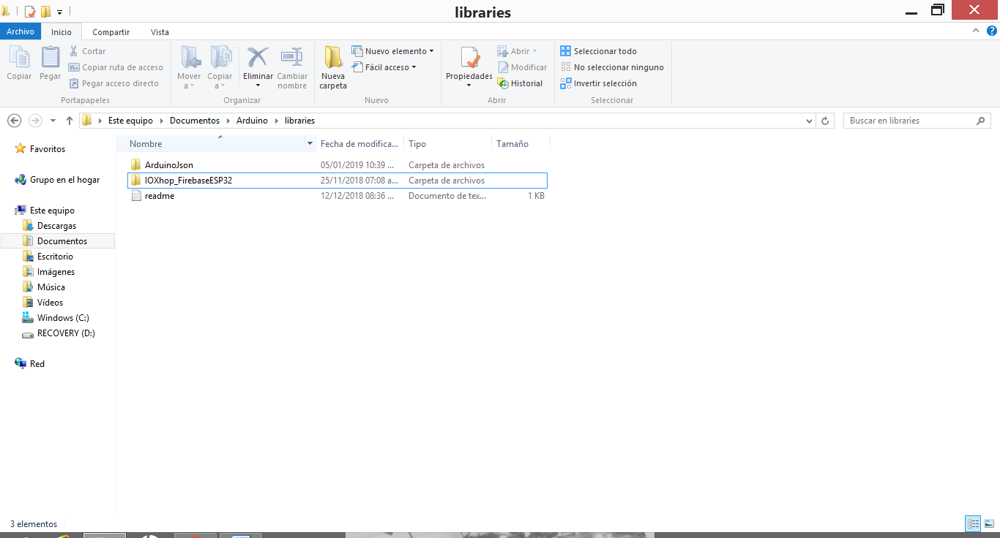 libraries
Archivo Inicio Compartir Vista
Copiar
Pegar
Cortar
Copiar ruta de acceso
Pegar acceso directo
Portapapeles
Mover a
Copiar a
Eliminar
Cambiar nombre
Organizar
Nueva carpeta
Nuevo elemento
Fácil acceso
Nuevo
Propiedades
Abrir
Modificar
Historial
Abrir
Seleccionar todo
No seleccionar ninguno
Invertir selección
Seleccionar
Este equipo Documentos Arduino libraries
Buscar en libraries
Favoritos
Grupo en el hogar
Este equipo
Descargas
Documentos
Escritorio
Imágenes
Música
Vídeos
Windows (C:)
RECOVERY (D:)
Red
Nombre Fecha de modifica... Tipo Tamaño
ArduinoJson 05/01/2019 10:39 ... Carpeta de archivos
IOXhop_FirebaseESP32 25/11/2018 07:08 a... Carpeta de archivos
readme 12/12/2018 08:36 ... Documento de tex... 1 KB
3 elementos